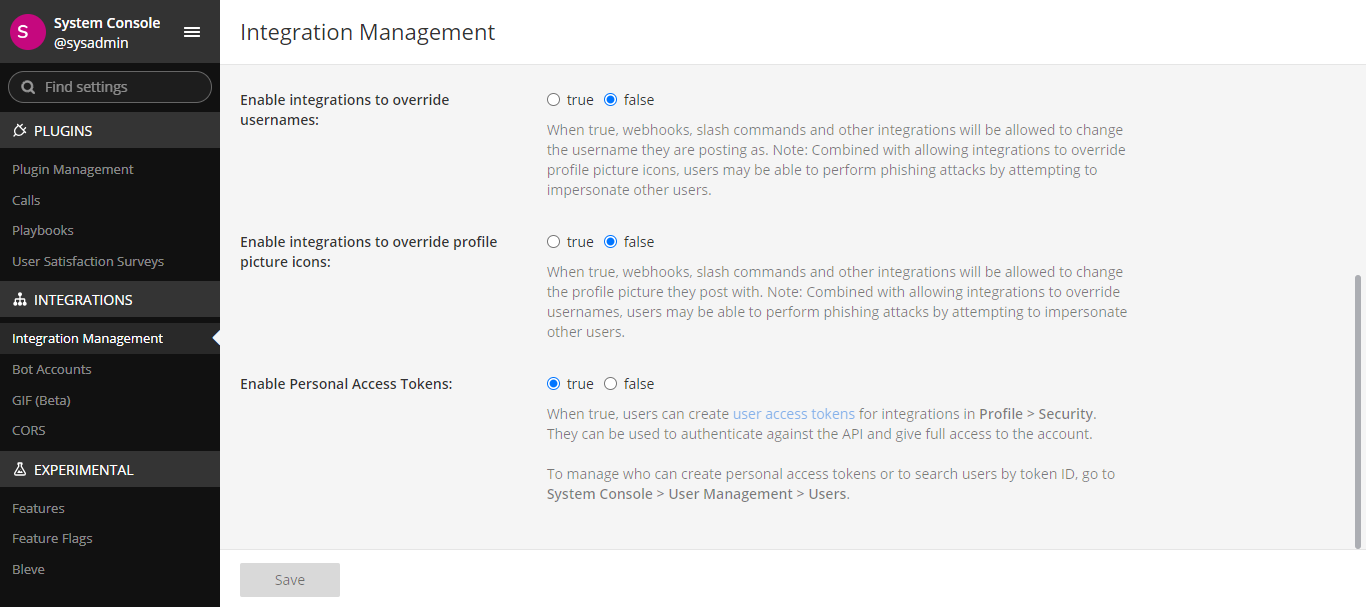 S
System Console
@sysadmin
Find settings
PLUGINS
Plugin Management
Calls
Playbooks
User Satisfaction Surveys
INTEGRATIONS
Integration Management
Bot Accounts
GIF (Beta)
CORS
EXPERIMENTAL
Features
Feature Flags
Bleve
Integration Management
Enable integrations to override
usernames:
true false
When true, webhooks, slash commands and other integrations will be allowed to change
the username they are posting as. Note: Combined with allowing integrations to override
profile picture icons, users may be able to perform phishing attacks by attempting to
impersonate other users.
Enable integrations to override profile
picture icons:
true false
When true, webhooks, slash commands and other integrations will be allowed to change
the profile picture they post with. Note: Combined with allowing integrations to override
usernames, users may be able to perform phishing attacks by attempting to impersonate
other users.
Enable Personal Access Tokens:
true false
When true, users can create user access tokens for integrations in Profile > Security.
They can be used to authenticate against the API and give full access to the account.
To manage who can create personal access tokens or to search users by token ID, go to
System Console > User Management > Users.
Save